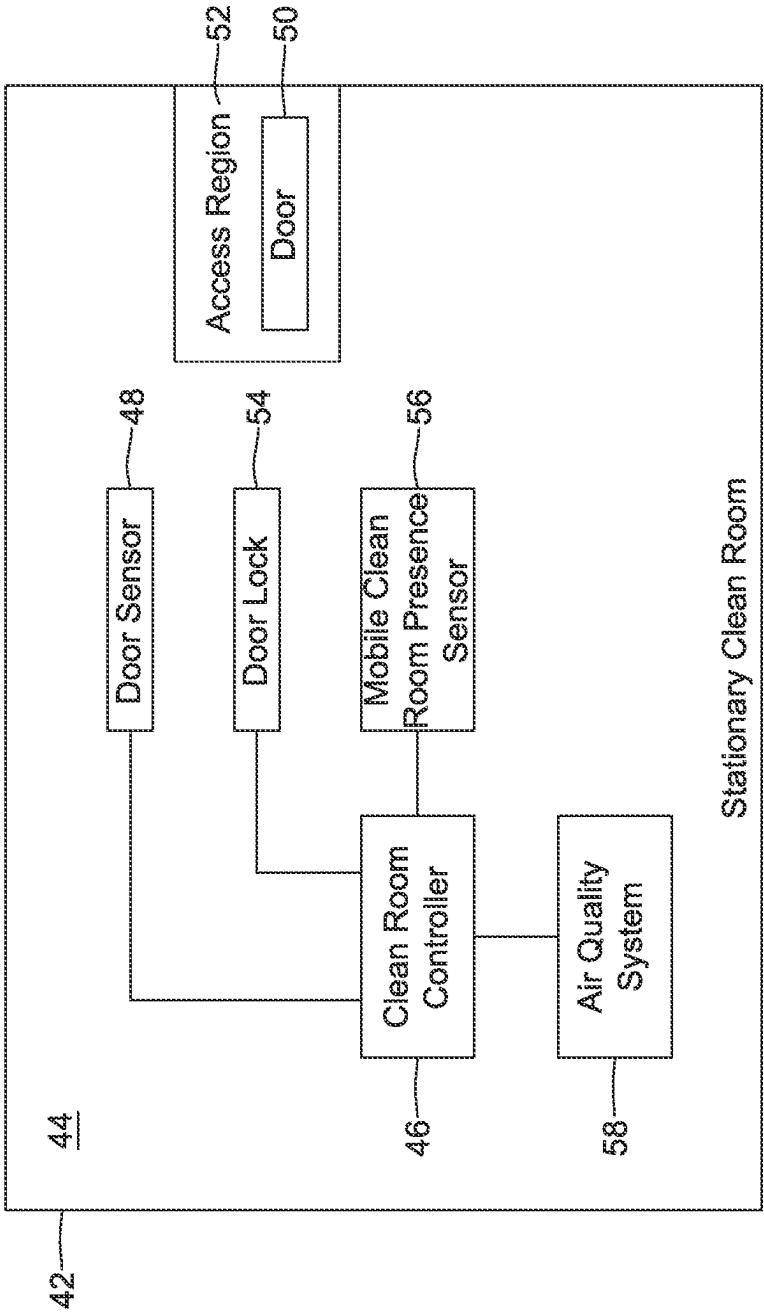 42
44
Door Sensor
48
Access Region
52
Door
50
Door Lock
54
Clean Room
Controller
46
Mobile Clean
Room Presence
Sensor
56
Air Quality
System
58
Stationary Clean Room